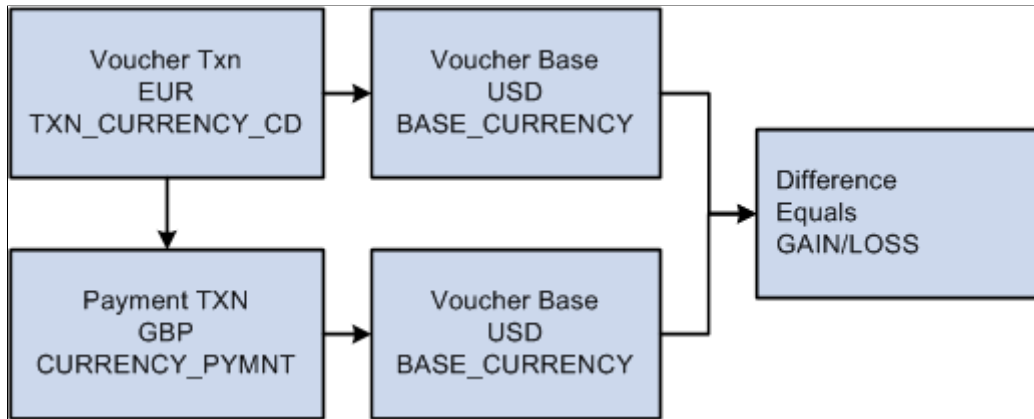 Voucher Txn
EUR
TXN_CURRENCY_CD
Voucher Base
USD
BASE_CURRENCY
Difference
Equals
GAIN/LOSS
Payment TXN
GBP
CURRENCY_PYMNT
Voucher Base
USD
BASE_CURRENCY